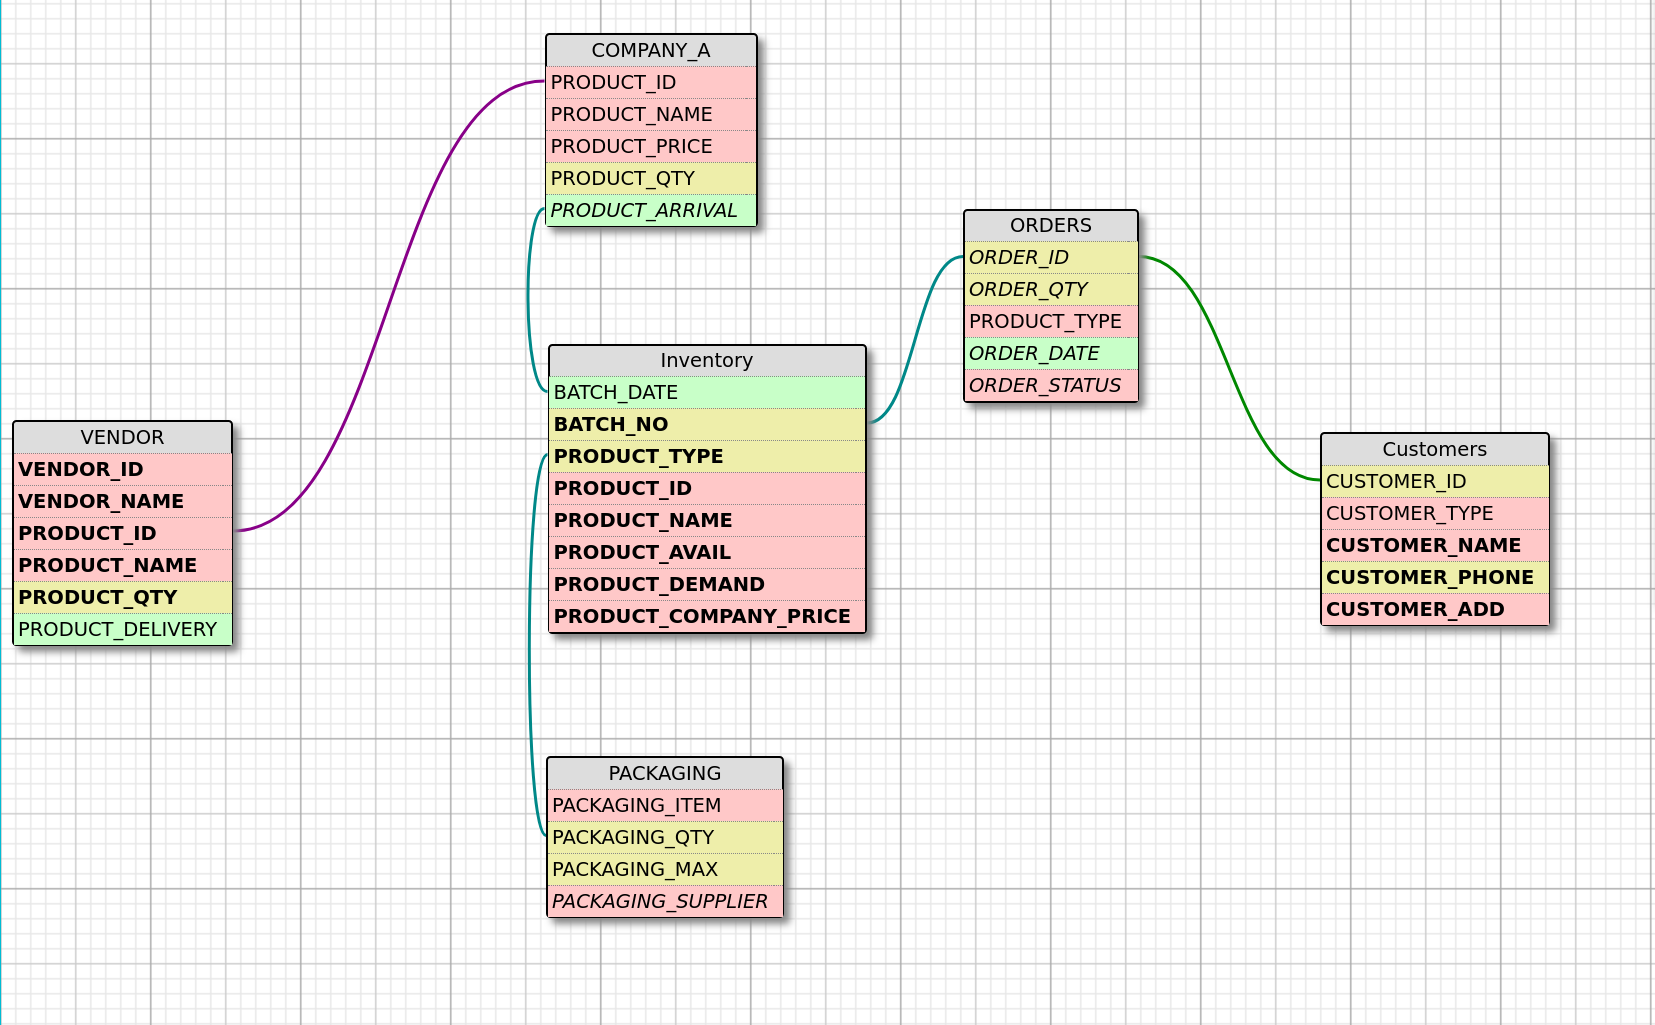 COMPANY_A
PRODUCT_ID
PRODUCT_NAME
PRODUCT_PRICE
PRODUCT_QTY
PRODUCT_ARRIVAL
ORDERS
ORDER_ID
ORDER_QTY
PRODUCT_TYPE
ORDER_DATE
ORDER_STATUS
Inventory
BATCH_DATE
BATCH_NO
PRODUCT_TYPE
PRODUCT_ID
PRODUCT_NAME
PRODUCT_AVAIL
PRODUCT_DEMAND
PRODUCT_COMPANY_PRICE
VENDOR
VENDOR_ID
VENDOR_NAME
PRODUCT_ID
PRODUCT_NAME
PRODUCT_QTY
PRODUCT_DELIVERY
Customers
CUSTOMER_ID
CUSTOMER_TYPE
CUSTOMER_NAME
CUSTOMER_PHONE
CUSTOMER_ADD
PACKAGING
PACKAGING_ITEM
PACKAGING_QTY
PACKAGING_MAX
PACKAGING_SUPPLIER